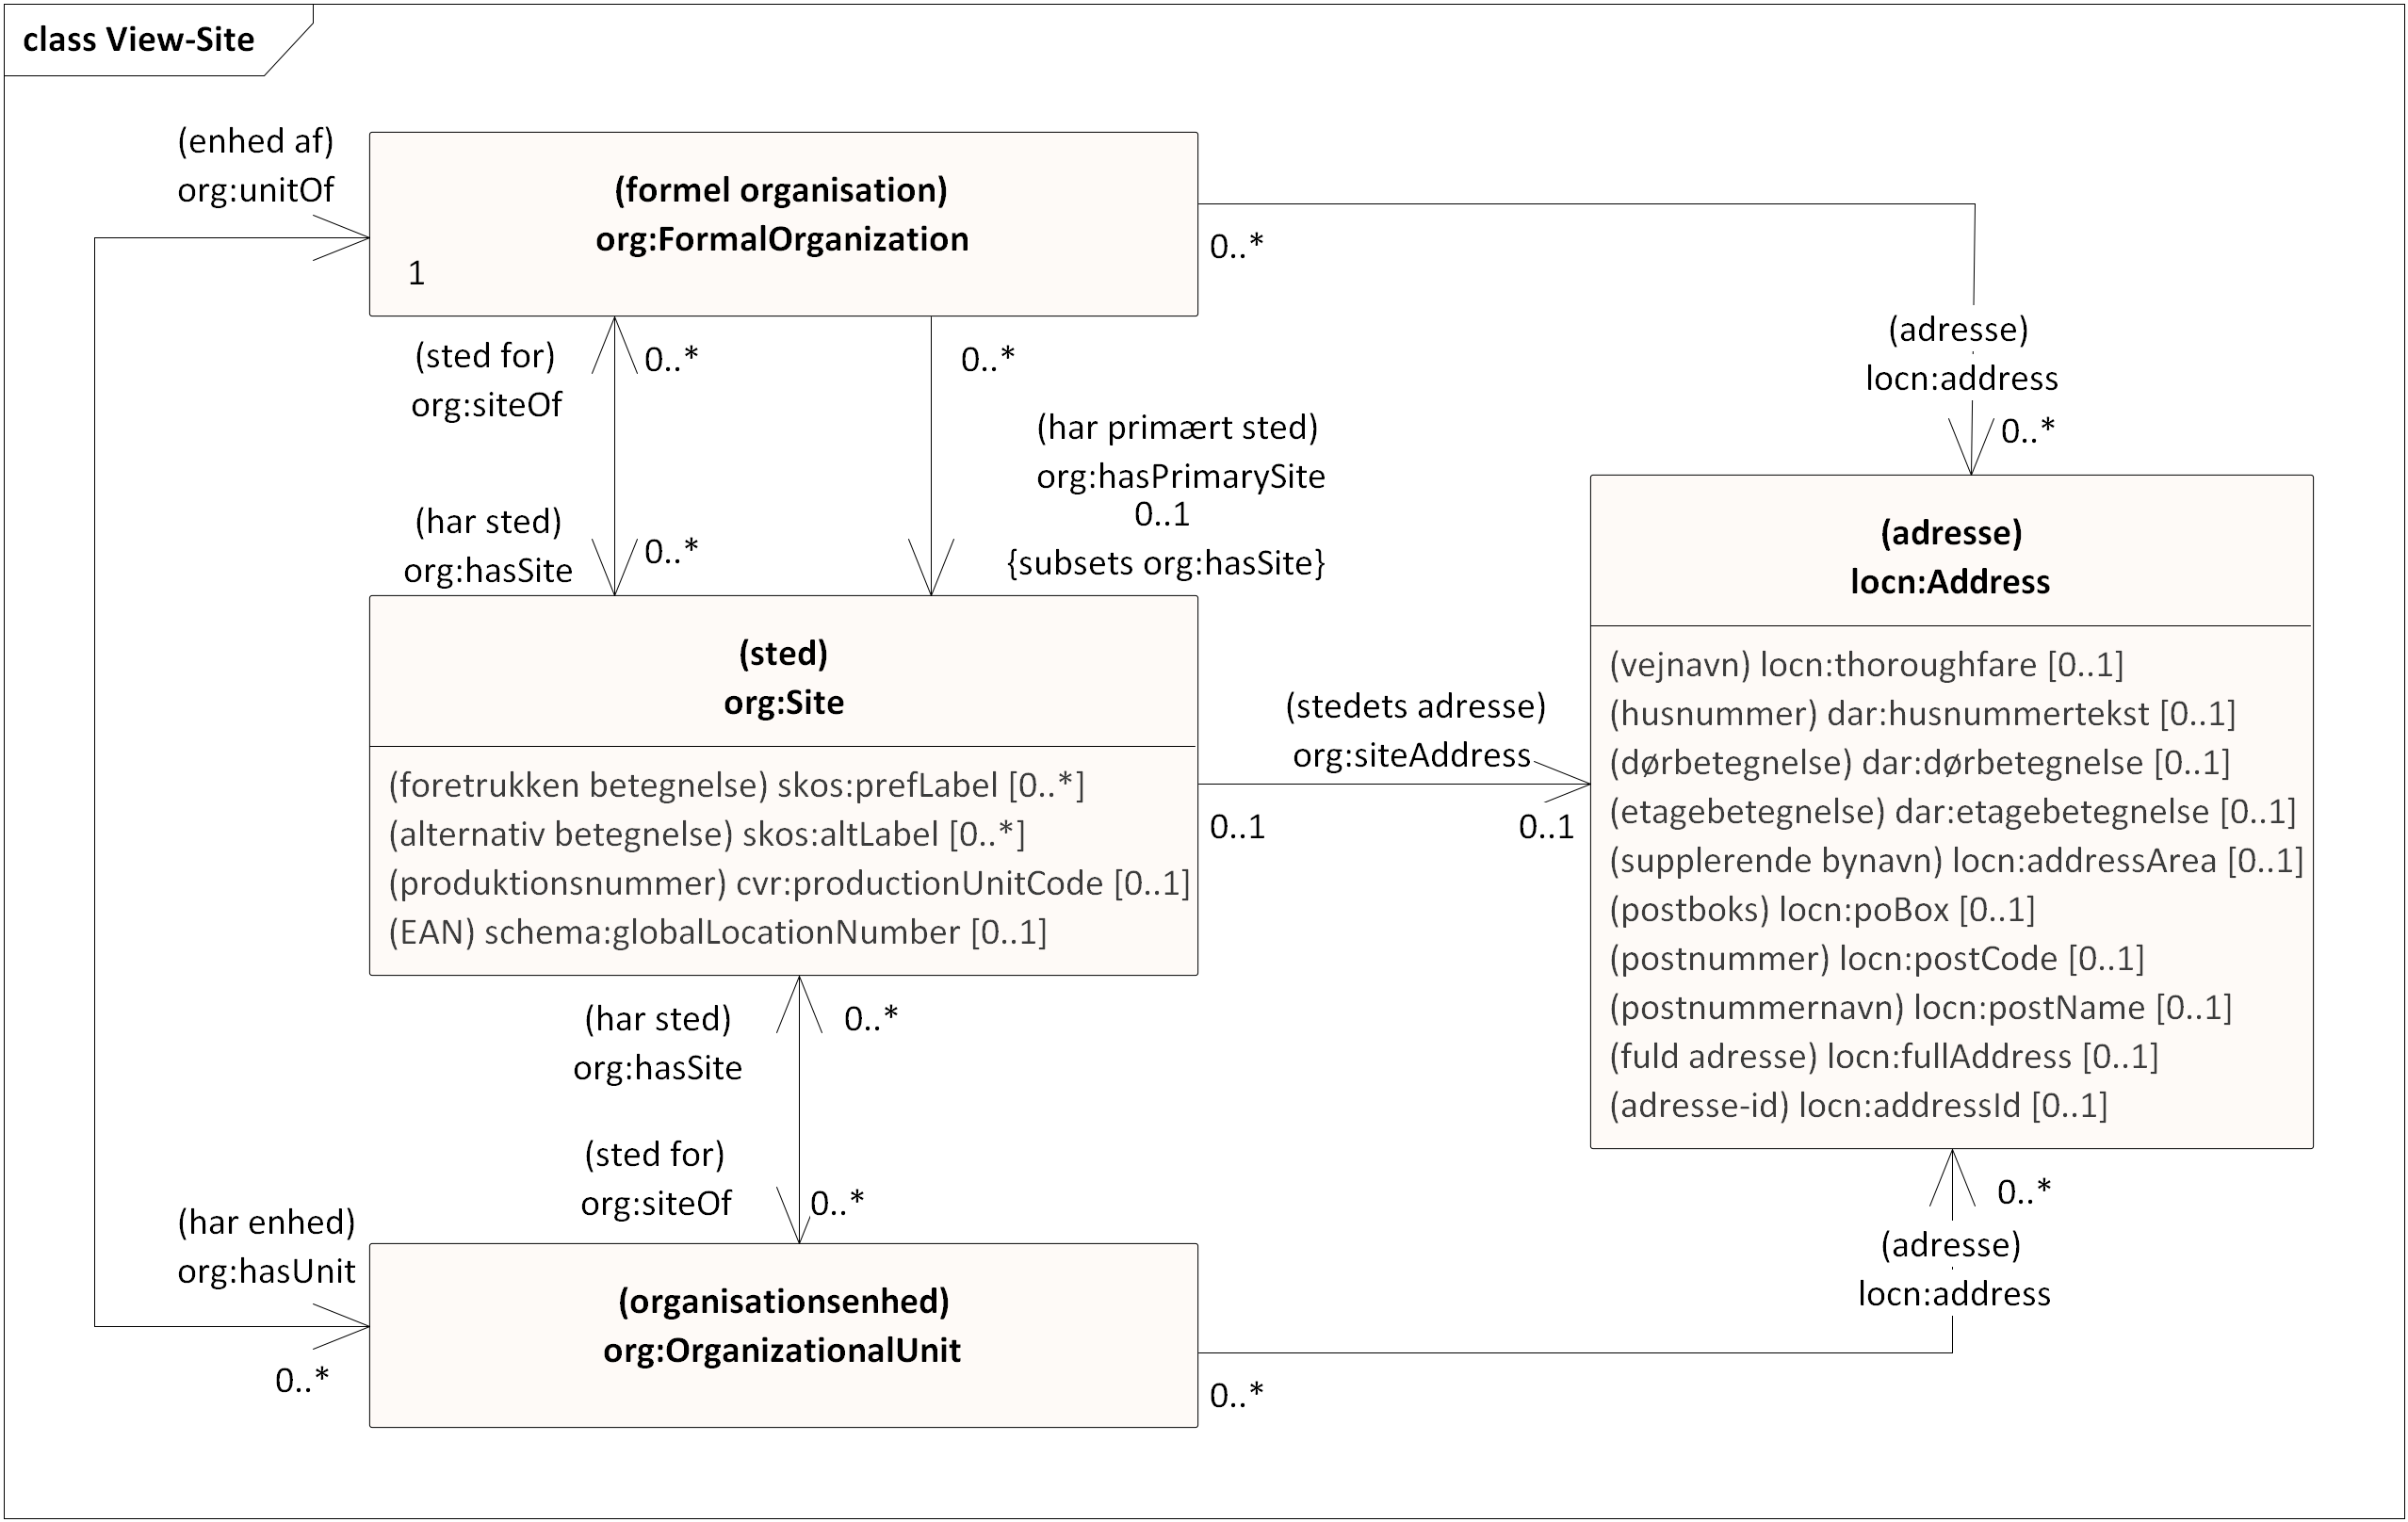 class View-Site
(enhed af)
org:unitOf
(formel organisation)
org:FormalOrganization
1
0..*
(adresse)
locn:address
0..*
(sted for)
org:siteOf
0..*
0..*
(har primært sted)
org:hasPrimarySite
0..1
{subsets org:hasSite}
(har sted)
org:hasSite
0..*
(sted)
org:Site
(foretrukken betegnelse) skos:prefLabel [0..*]
(alternativ betegnelse) skos:altLabel [0..*]
(produktionsnummer) cvr:productionUnitCode [0..1]
(EAN) schema:globalLocationNumber [0..1]
(stedets adresse)
org:siteAddress
0..1
0..1
(adresse)
locn:Address
(vejnavn) locn:thoroughfare [0..1]
(husnummer) dar:husnummertekst [0..1]
(dørbetegnelse) dar:dørbetegnelse [0..1]
(etagebetegnelse) dar:etagebetegnelse [0..1]
(supplerende bynavn) locn:addressArea [0..1]
(postboks) locn:poBox [0..1]
(postnummer) locn:postCode [0..1]
(postnummernavn) locn:postName [0..1]
(fuld adresse) locn:fullAddress [0..1]
(adresse-id) locn:addressId [0..1]
(har sted)
org:hasSite
0..*
(sted for)
org:siteOf
0..*
(har enhed)
org:hasUnit
0..*
(organisationsenhed)
org:OrganizationalUnit
0..*
0..*
(adresse)
locn:address